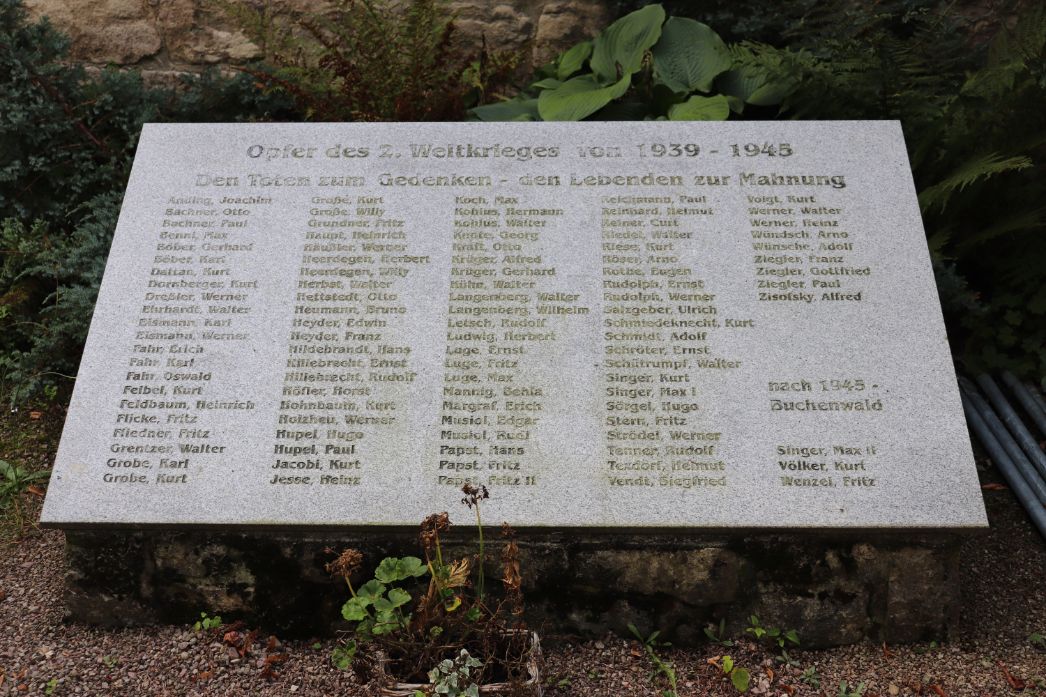 Opfer des 2. Weltkrieges von 1939 - 1945
Den Toten zum Gedenken - den Lebenden zur Mahnung
Anding, Joachim
Bachner, Otto
Bachner, Paul
Benni, Max
Böber, Gerhard
Böber, Karl
Dattan, Kurt
Dornberger, Kurt
Dreßler, Werner
Ehrhardt, Walter
Eismann, Karl
Eismann, Werner
Fahr, Erich
Fahr, Karl
Fahr, Oswald
Felbel, Kurt
Feldbaum, Heinrich
Flicke, Fritz
Fliedner, Fritz
Grentzer, Walter
Grobe, Karl
Grobe, Kurt
Große, Kurt
Große, Willy
Grundner, Fritz
Haupt, Heinrich
Häußler, Werner
Heerdegen, Herbert
Heerdegen, Willy
Herbst, Walter
Hettstedt, Otto
Heumann, Bruno
Heyder, Edwin
Heyder, Franz
Hildebrandt, Hans
Hillebrecht, Ernst
Hillebrecht, Rudolf
Höfler, Horst
Hohnbaum, Kurt
Holzheu, Werner
Hupel, Hugo
Hupel, Paul
Jacobi, Kurt
Jesse, Heinz
Koch, Max
Kohlus, Hermann
Kohlus, Walter
Georg
Kraft, Otto
Krüger, Alfred
Krüger, Gerhard
Kühn, Walter
Langenberg, Walter
Langenberg, Wilhelm
Letsch, Rudolf
Ludwig, Herbert
Luge, Ernst
Luge, Fritz
Luge, Max
Mannig, Behla
Margraf, Erich
Musiol, Edgar
Musiol, Rudi
Papst, Hans
Papst, Fritz
Papst, Fritz II
Reichmann, Paul
Reinhard, Helmut
Reiner, Curt
Riedel, Walter
Riese, Kurt
Röser, Arno
Rothe, Eugen
Rudolph, Ernst
Rudolph, Werner
Salzgeber, Ulrich
Schmiedeknecht, Kurt
Schmidt, Adolf
Schröter, Ernst
Schütrumpf, Walter
Singer, Kurt
Singer, Max I
Sörgel, Hugo
Stern, Fritz
Strödel, Werner
Tenner, Rudolf
Texdorf, Helmut
Vendt, Siegfried
Voigt, Kurt
Werner, Walter
Werner, Heinz
Wündsch, Arno
Wünsche, Adolf
Ziegler, Franz
Ziegler, Gottfried
Ziegler, Paul
Zisofsky, Alfred
nach 1945 -
Buchenwald
Singer, Max II
Völker, Kurt
Wenzel, Fritz